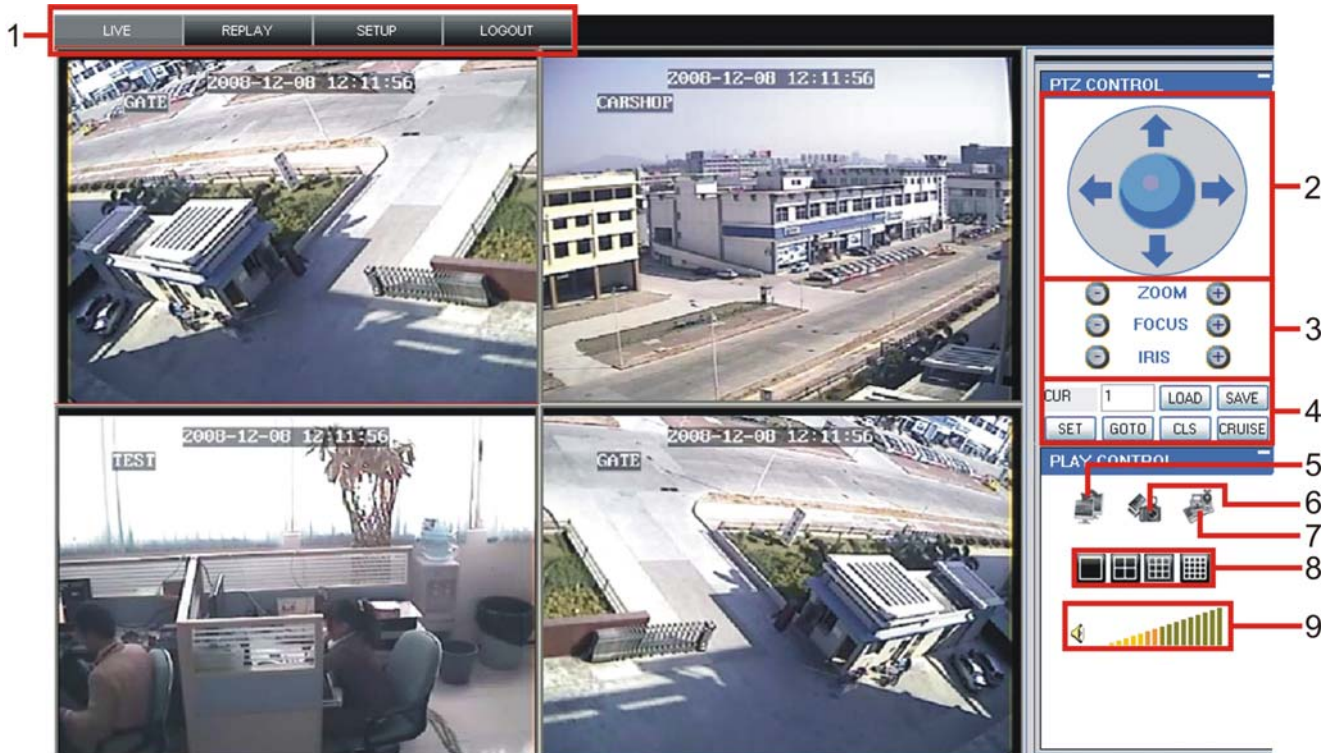 1
LIVE REPLAY SETUP LOGOUT
2008-12-08 12:11:56
GATE
2008-12-08 12:11:56
CARSHOP
PTZ CONTROL
2
ZOOM
FOCUS
IRIS
3
CUR 1 LOAD SAVE
SET GOTO CLS CRUISE
4
2008-12-08 12:11:56
TEST
2008-12-08 12:11:56
GATE
PLAY CONTROL
5
6
7
8
9